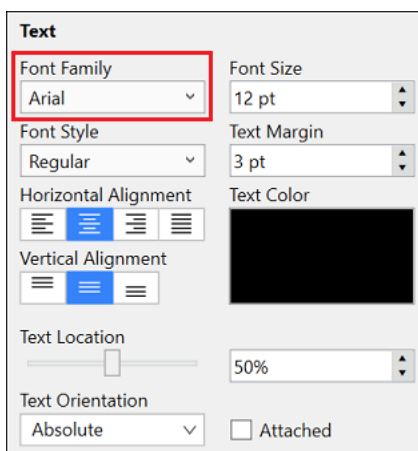 Text
Font Family Font Size
Arial 12 pt
Font Style Text Margin
Regular 3 pt
Horizontal Alignment Text Color
Vertical Alignment
Text Location
50%
Text Orientation
Absolute Attached